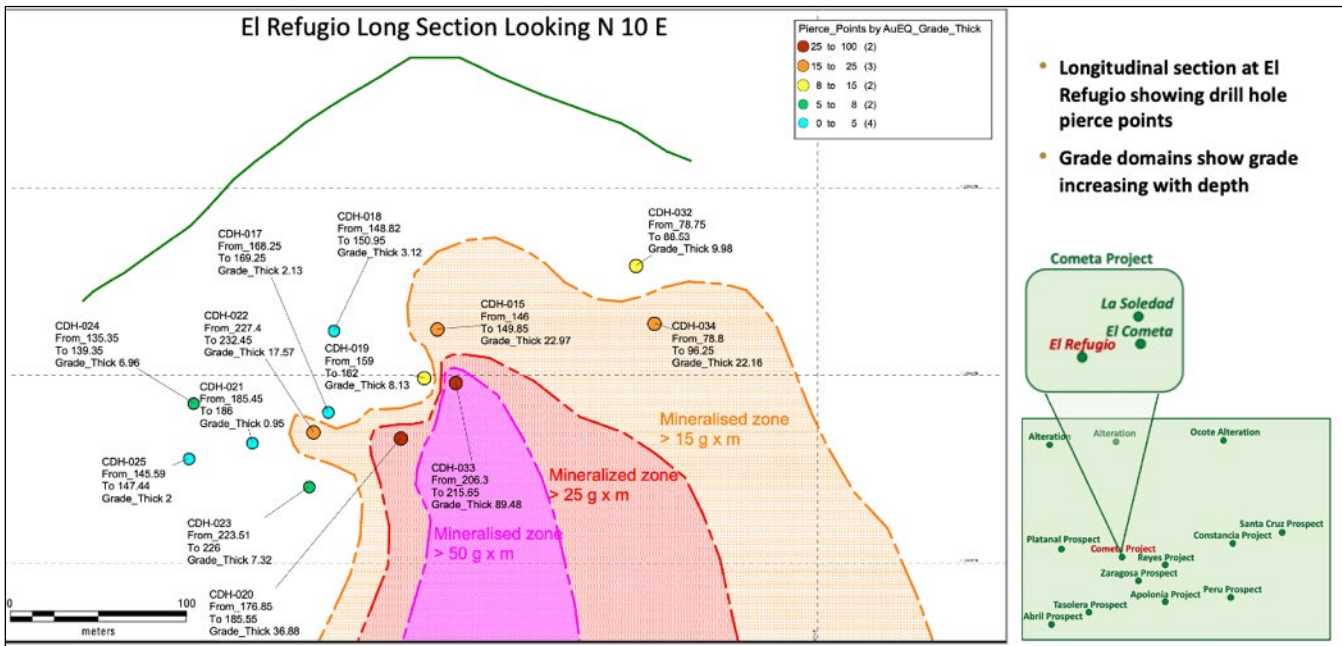 El Refugio Long Section Looking N 10 E
Pierce_Points by AuEQ_Grade_Thick
25 to 100 (2)
15 to 25 (3)
8 to 15 (2)
5 to 8 (2)
0 to 5 (4)
CDH-018
From_148.82
To 150.95
Grade_Thick 3.12
CDH-032
From_78.75
To 88.53
Grade_Thick 9.98
CDH-017
From_168.25
To 169.25
Grade_Thick 2.13
CDH-015
From_146
To 149.85
Grade_Thick 22.97
CDH-022
From_227.4
To 232.45
Grade_Thick 17.57
CDH-024
From_135.35
To 139.35
Grade_Thick 6.96
CDH-034
From_78.8
To 96.25
Grade_Thick 22.16
CDH-019
From_159
To 162
Grade_Thick 8.13
CDH-021
From_185.45
To 186
Grade_Thick 0.95
CDH-025
From_145.59
To 147.44
Grade_Thick 2
CDH-033
From_206.3
To 215.65
Grade_Thick 89.48
CDH-023
From_223.51
To 226
Grade_Thick 7.32
CDH-020
From_176.85
To 185.55
Grade_Thick 36.88
Mineralised zone
> 15 g x m
Mineralized zone
> 25 g x m
Mineralised zone
> 50 g x m
0 100
meters
• Longitudinal section at El
Refugio showing drill hole
pierce points
• Grade domains show grade
increasing with depth
Cometa Project
La Soledad
El Cometa
El Refugio
Alteration
Alteration
Ocote Alteration
Santa Cruz Prospect
Constancia Project
Platanal Prospect
Cometa Project
Reyes Project
Zaragosa Prospect
Apolonia Project
Peru Prospect
Tasolera Prospect
Abril Prospect